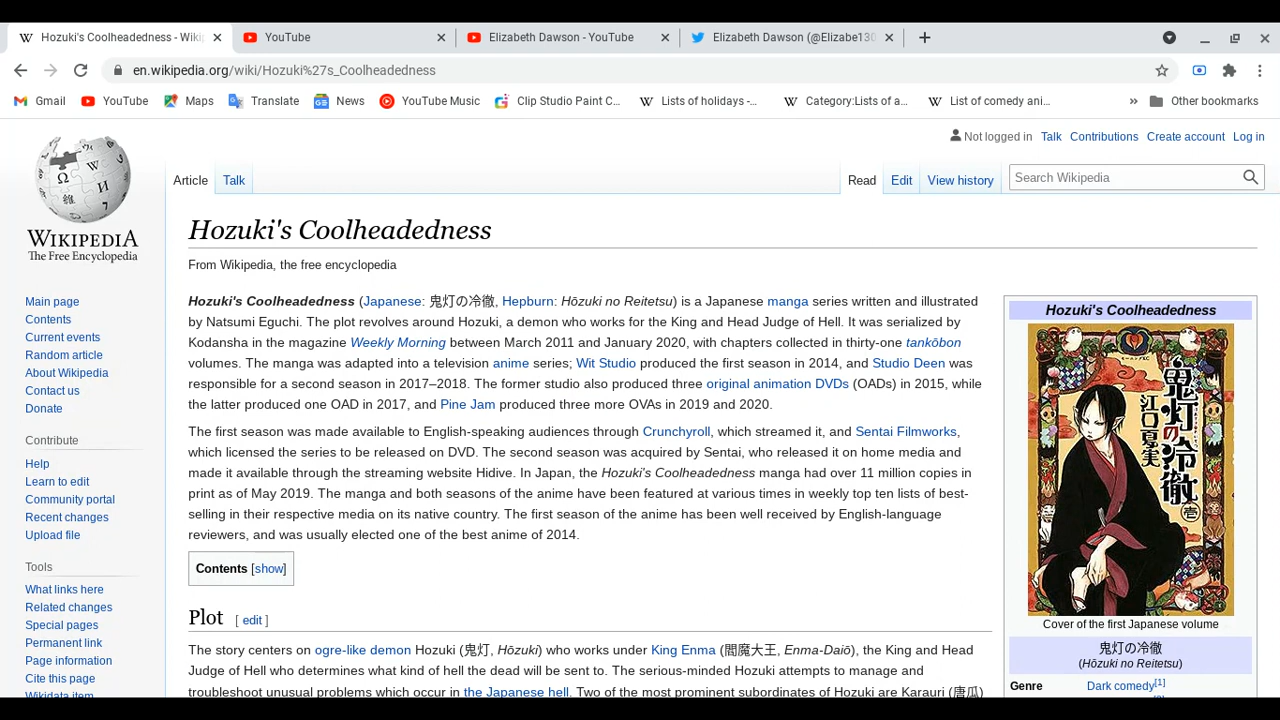 Hozuki's Coolheadedness - Wiki
YouTube
Elizabeth Dawson - YouTube
Elizabeth Dawson (@Elizabe130
en.wikipedia.org/wiki/Hozuki%27s_Coolheadedness
Gmail YouTube Maps Translate News YouTube Music Clip Studio Paint C... Lists of holidays -... Category:Lists of a... List of comedy ani... » Other bookmarks
Not logged in Talk Contributions Create account Log in
Article Talk Read Edit View history Search Wikipedia
WIKIPEDIA
The Free Encyclopedia
Main page
Contents
Current events
Random article
About Wikipedia
Contact us
Donate
Contribute
Help
Learn to edit
Community portal
Recent changes
Upload file
Tools
What links here
Related changes
Special pages
Permanent link
Page information
Cite this page
Wikidata item
Hozuki's Coolheadedness
From Wikipedia, the free encyclopedia
Hozuki's Coolheadedness (Japanese: 鬼灯の冷徹, Hepburn: Hōzuki no Reitetsu) is a Japanese manga series written and illustrated
by Natsumi Eguchi. The plot revolves around Hozuki, a demon who works for the King and Head Judge of Hell. It was serialized by
Kodansha in the magazine Weekly Morning between March 2011 and January 2020, with chapters collected in thirty-one tankōbon
volumes. The manga was adapted into a television anime series; Wit Studio produced the first season in 2014, and Studio Deen was
responsible for a second season in 2017–2018. The former studio also produced three original animation DVDs (OADs) in 2015, while
the latter produced one OAD in 2017, and Pine Jam produced three more OVAs in 2019 and 2020.
The first season was made available to English-speaking audiences through Crunchyroll, which streamed it, and Sentai Filmworks,
which licensed the series to be released on DVD. The second season was acquired by Sentai, who released it on home media and
made it available through the streaming website Hidive. In Japan, the Hozuki's Coolheadedness manga had over 11 million copies in
print as of May 2019. The manga and both seasons of the anime have been featured at various times in weekly top ten lists of best-
selling in their respective media on its native country. The first season of the anime has been well received by English-language
reviewers, and was usually elected one of the best anime of 2014.
Contents [show]
Plot [ edit ]
The story centers on ogre-like demon Hozuki (鬼灯, Hōzuki) who works under King Enma (閻魔大王, Enma-Daiō), the King and Head
Judge of Hell who determines what kind of hell the dead will be sent to. The serious-minded Hozuki attempts to manage and
troubleshoot unusual problems which occur in the Japanese hell. Two of the most prominent subordinates of Hozuki are Karauri (唐瓜)
Hozuki's Coolheadedness
鬼灯の冷徹
江口夏実
壱
Cover of the first Japanese volume
鬼灯の冷徹
(Hōzuki no Reitetsu)
Genre Dark comedy[1]